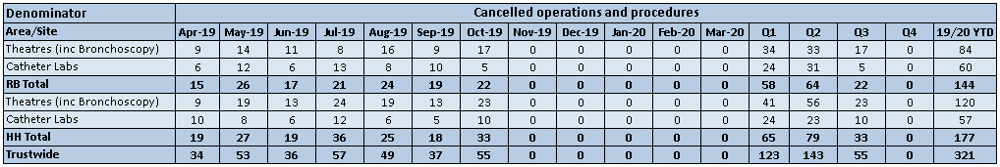 Denominator Cancelled operations and procedures
Area/Site Apr-19 May-19 Jun-19 Jul-19 Aug-19 Sep-19 Oct-19 Nov-19 Dec-19 Jan-20 Feb-20 Mar-20 Q1 Q2 Q3 Q4 19/20 YTD
Theatres (inc Bronchoscopy) 9 14 11 8 16 9 17 0 0 0 0 0 34 33 17 0 84
Catheter Labs 6 12 6 13 8 10 5 0 0 0 0 0 24 31 5 0 60
RB Total 15 26 17 21 24 19 22 0 0 0 0 0 58 64 22 0 144
Theatres (inc Bronchoscopy) 9 19 13 24 19 13 23 0 0 0 0 0 41 56 23 0 120
Catheter Labs 10 8 6 12 6 5 10 0 0 0 0 0 24 23 10 0 57
HH Total 19 27 19 36 25 18 33 0 0 0 0 0 65 79 33 0 177
Trustwide 34 53 36 57 49 37 55 0 0 0 0 0 123 143 55 0 321